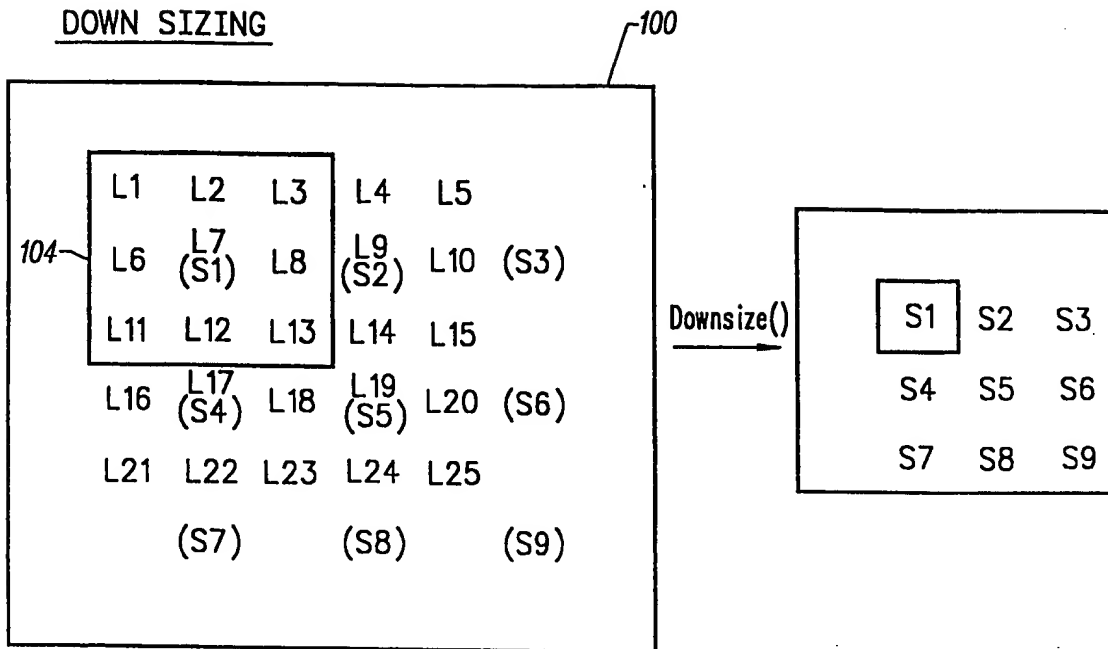 DOWN SIZING
100
L1 L2 L3 L4 L5
104
L6 L7 (S1) L8 L9 (S2) L10 (S3)
L11 L12 L13 L14 L15
L16 L17 (S4) L18 L19 (S5) L20 (S6)
L21 L22 L23 L24 L25
(S7) (S8) (S9)
Downsize()
S1 S2 S3
S4 S5 S6
S7 S8 S9